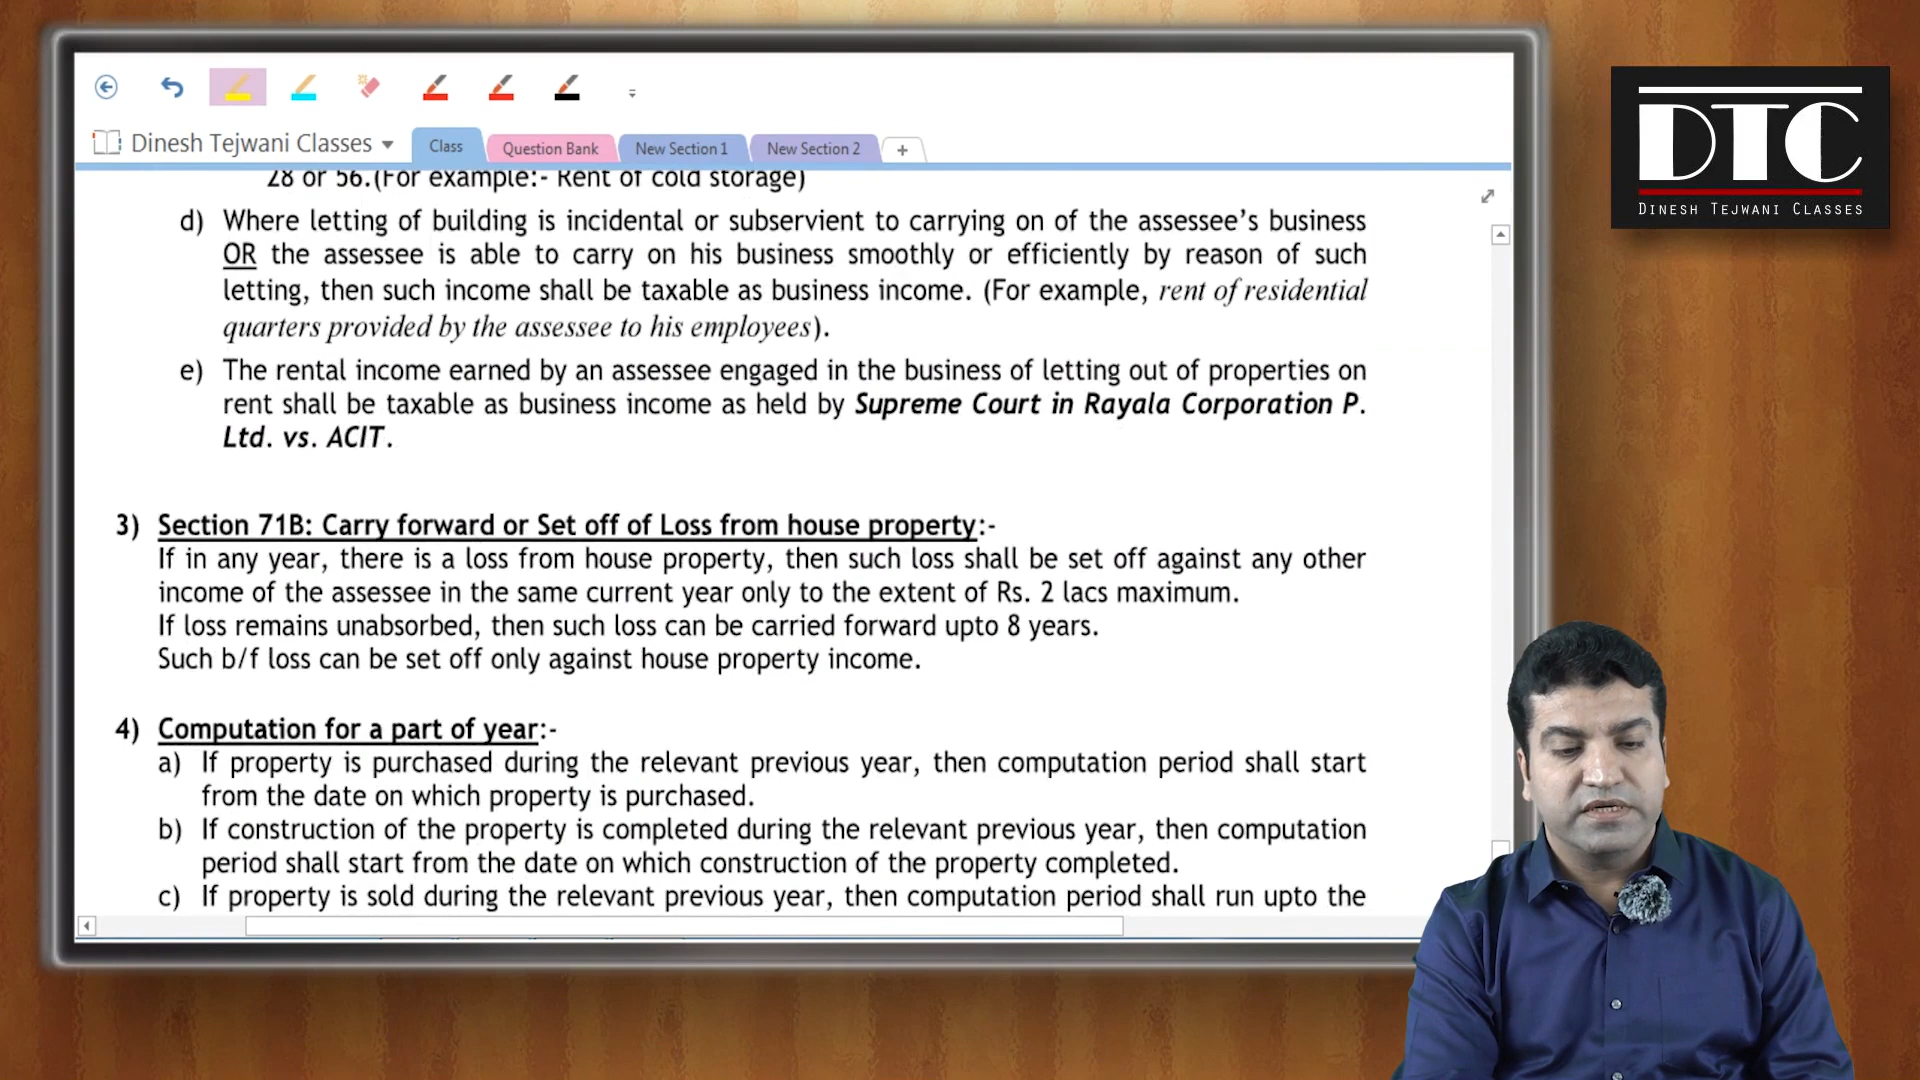 Dinesh Tejwani Classes
Class
Question Bank
New Section 1
New Section 2
+
DTC
DINESH TEJWANI CLASSES
28 or 56.(For example:- Rent of cold storage)
d) Where letting of building is incidental or subservient to carrying on of the assessee's business
OR the assessee is able to carry on his business smoothly or efficiently by reason of such
letting, then such income shall be taxable as business income. (For example, rent of residential
quarters provided by the assessee to his employees).
e) The rental income earned by an assessee engaged in the business of letting out of properties on
rent shall be taxable as business income as held by Supreme Court in Rayala Corporation P.
Ltd. vs. ACIT.
3) Section 71B: Carry forward or Set off of Loss from house property:-
If in any year, there is a loss from house property, then such loss shall be set off against any other
income of the assessee in the same current year only to the extent of Rs. 2 lacs maximum.
If loss remains unabsorbed, then such loss can be carried forward upto 8 years.
Such b/f loss can be set off only against house property income.
4) Computation for a part of year:-
a) If property is purchased during the relevant previous year, then computation period shall start
from the date on which property is purchased.
b) If construction of the property is completed during the relevant previous year, then computation
period shall start from the date on which construction of the property completed.
c) If property is sold during the relevant previous year, then computation period shall run upto the